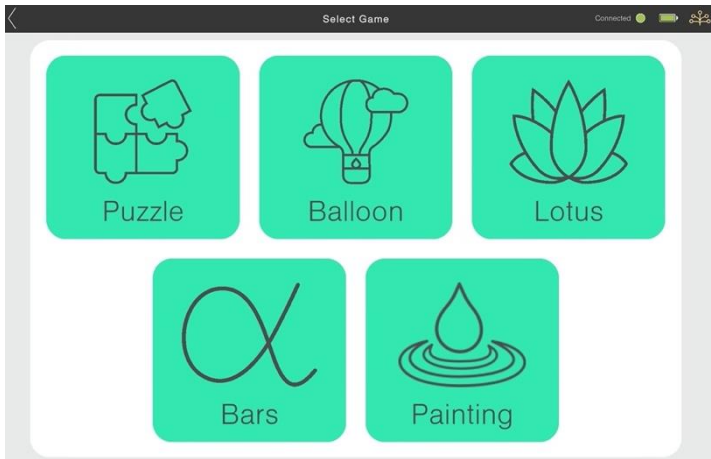 Select Game
Connected
Puzzle
Balloon
Lotus
Bars
Painting